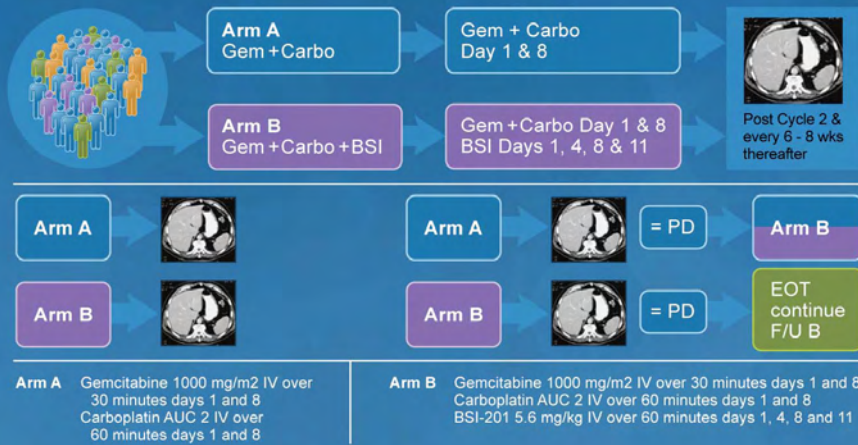 Arm A
Gem + Carbo
Gem + Carbo
Day 1 & 8
Arm B
Gem + Carbo + BSI
Gem + Carbo Day 1 & 8
BSI Days 1, 4, 8 & 11
Post Cycle 2 &
every 6 - 8 wks
thereafter
Arm A
Arm A
= PD
Arm B
Arm B
Arm B
= PD
EOT
continue
F/U B
Arm A Gemcitabine 1000 mg/m2 IV over
30 minutes days 1 and 8
Carboplatin AUC 2 IV over
60 minutes days 1 and 8
Arm B Gemcitabine 1000 mg/m2 IV over 30 minutes days 1 and 8
Carboplatin AUC 2 IV over 60 minutes days 1 and 8
BSI-201 5.6 mg/kg IV over 60 minutes days 1, 4, 8 and 11